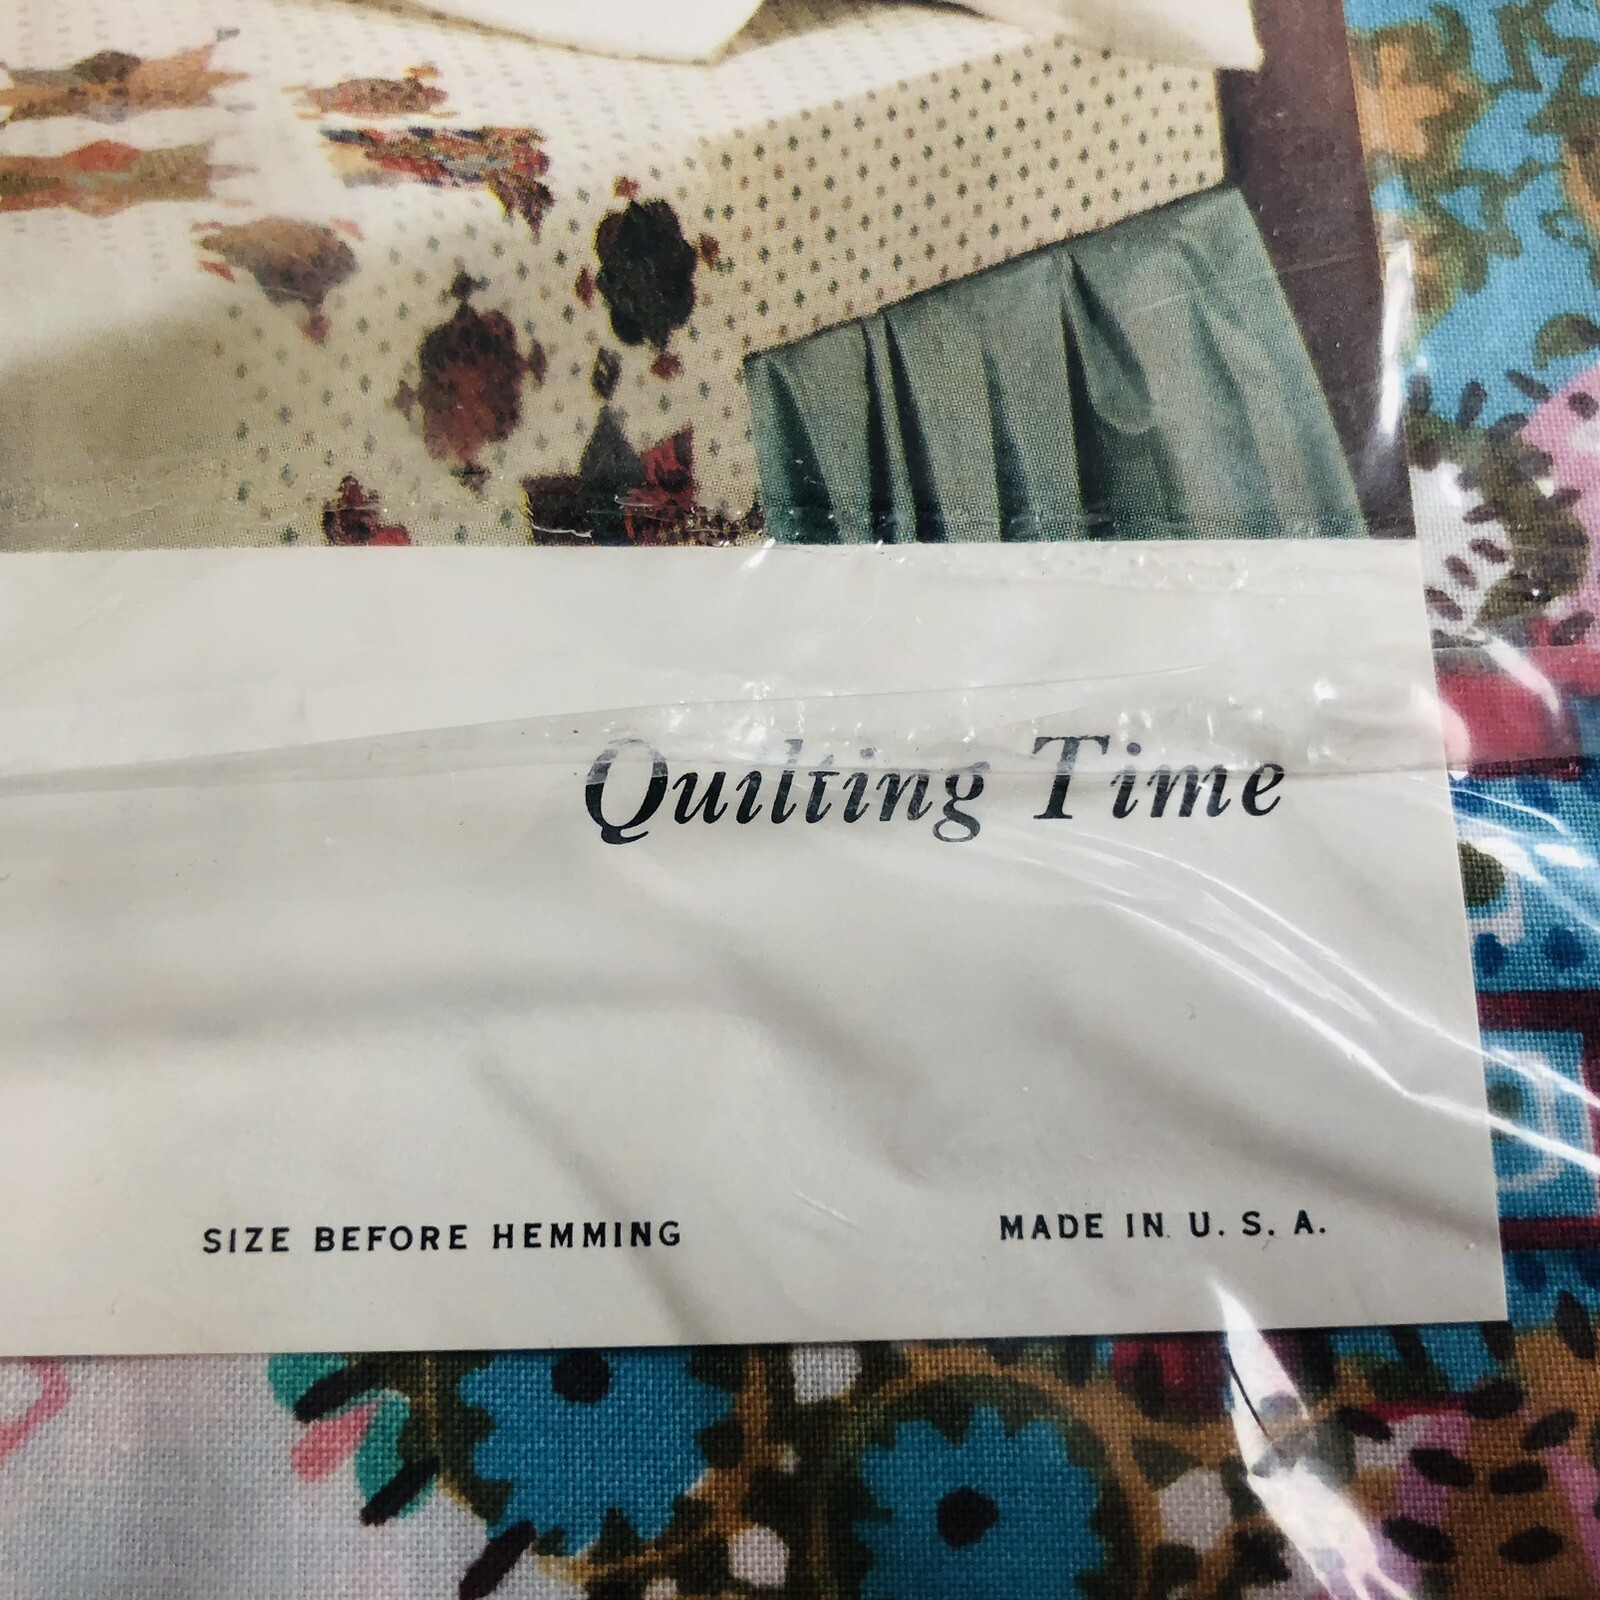 Quilting Time
SIZE BEFORE HEMMING
MADE IN U. S. A.